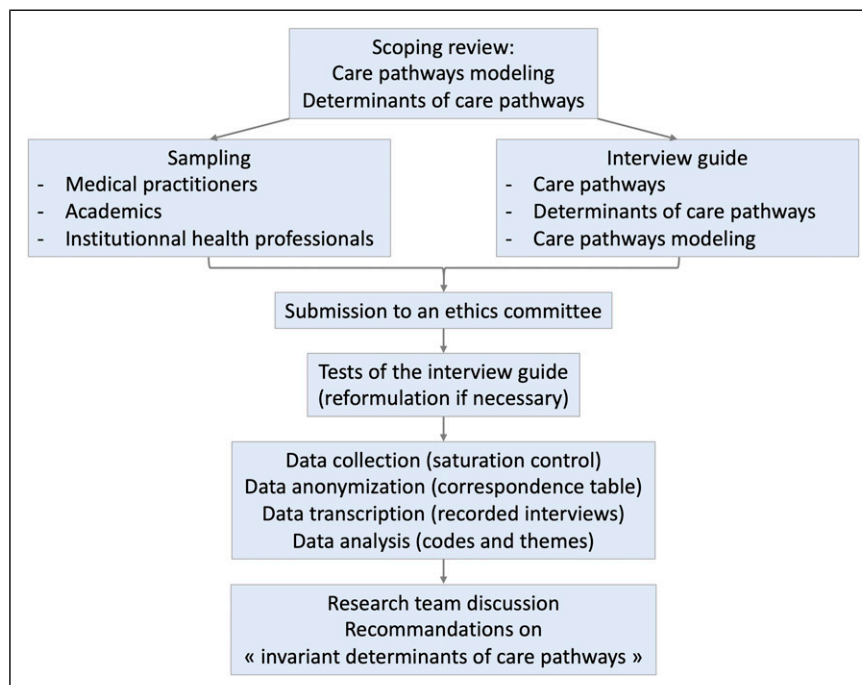 Scoping review:
Care pathways modeling
Determinants of care pathways
Sampling
- Medical practitioners
- Academics
- Institutionnal health professionals
Interview guide
- Care pathways
- Determinants of care pathways
- Care pathways modeling
Submission to an ethics committee
Tests of the interview guide
(reformulation if necessary)
Data collection (saturation control)
Data anonymization (correspondence table)
Data transcription (recorded interviews)
Data analysis (codes and themes)
Research team discussion
Recommandations on
« invariant determinants of care pathways »